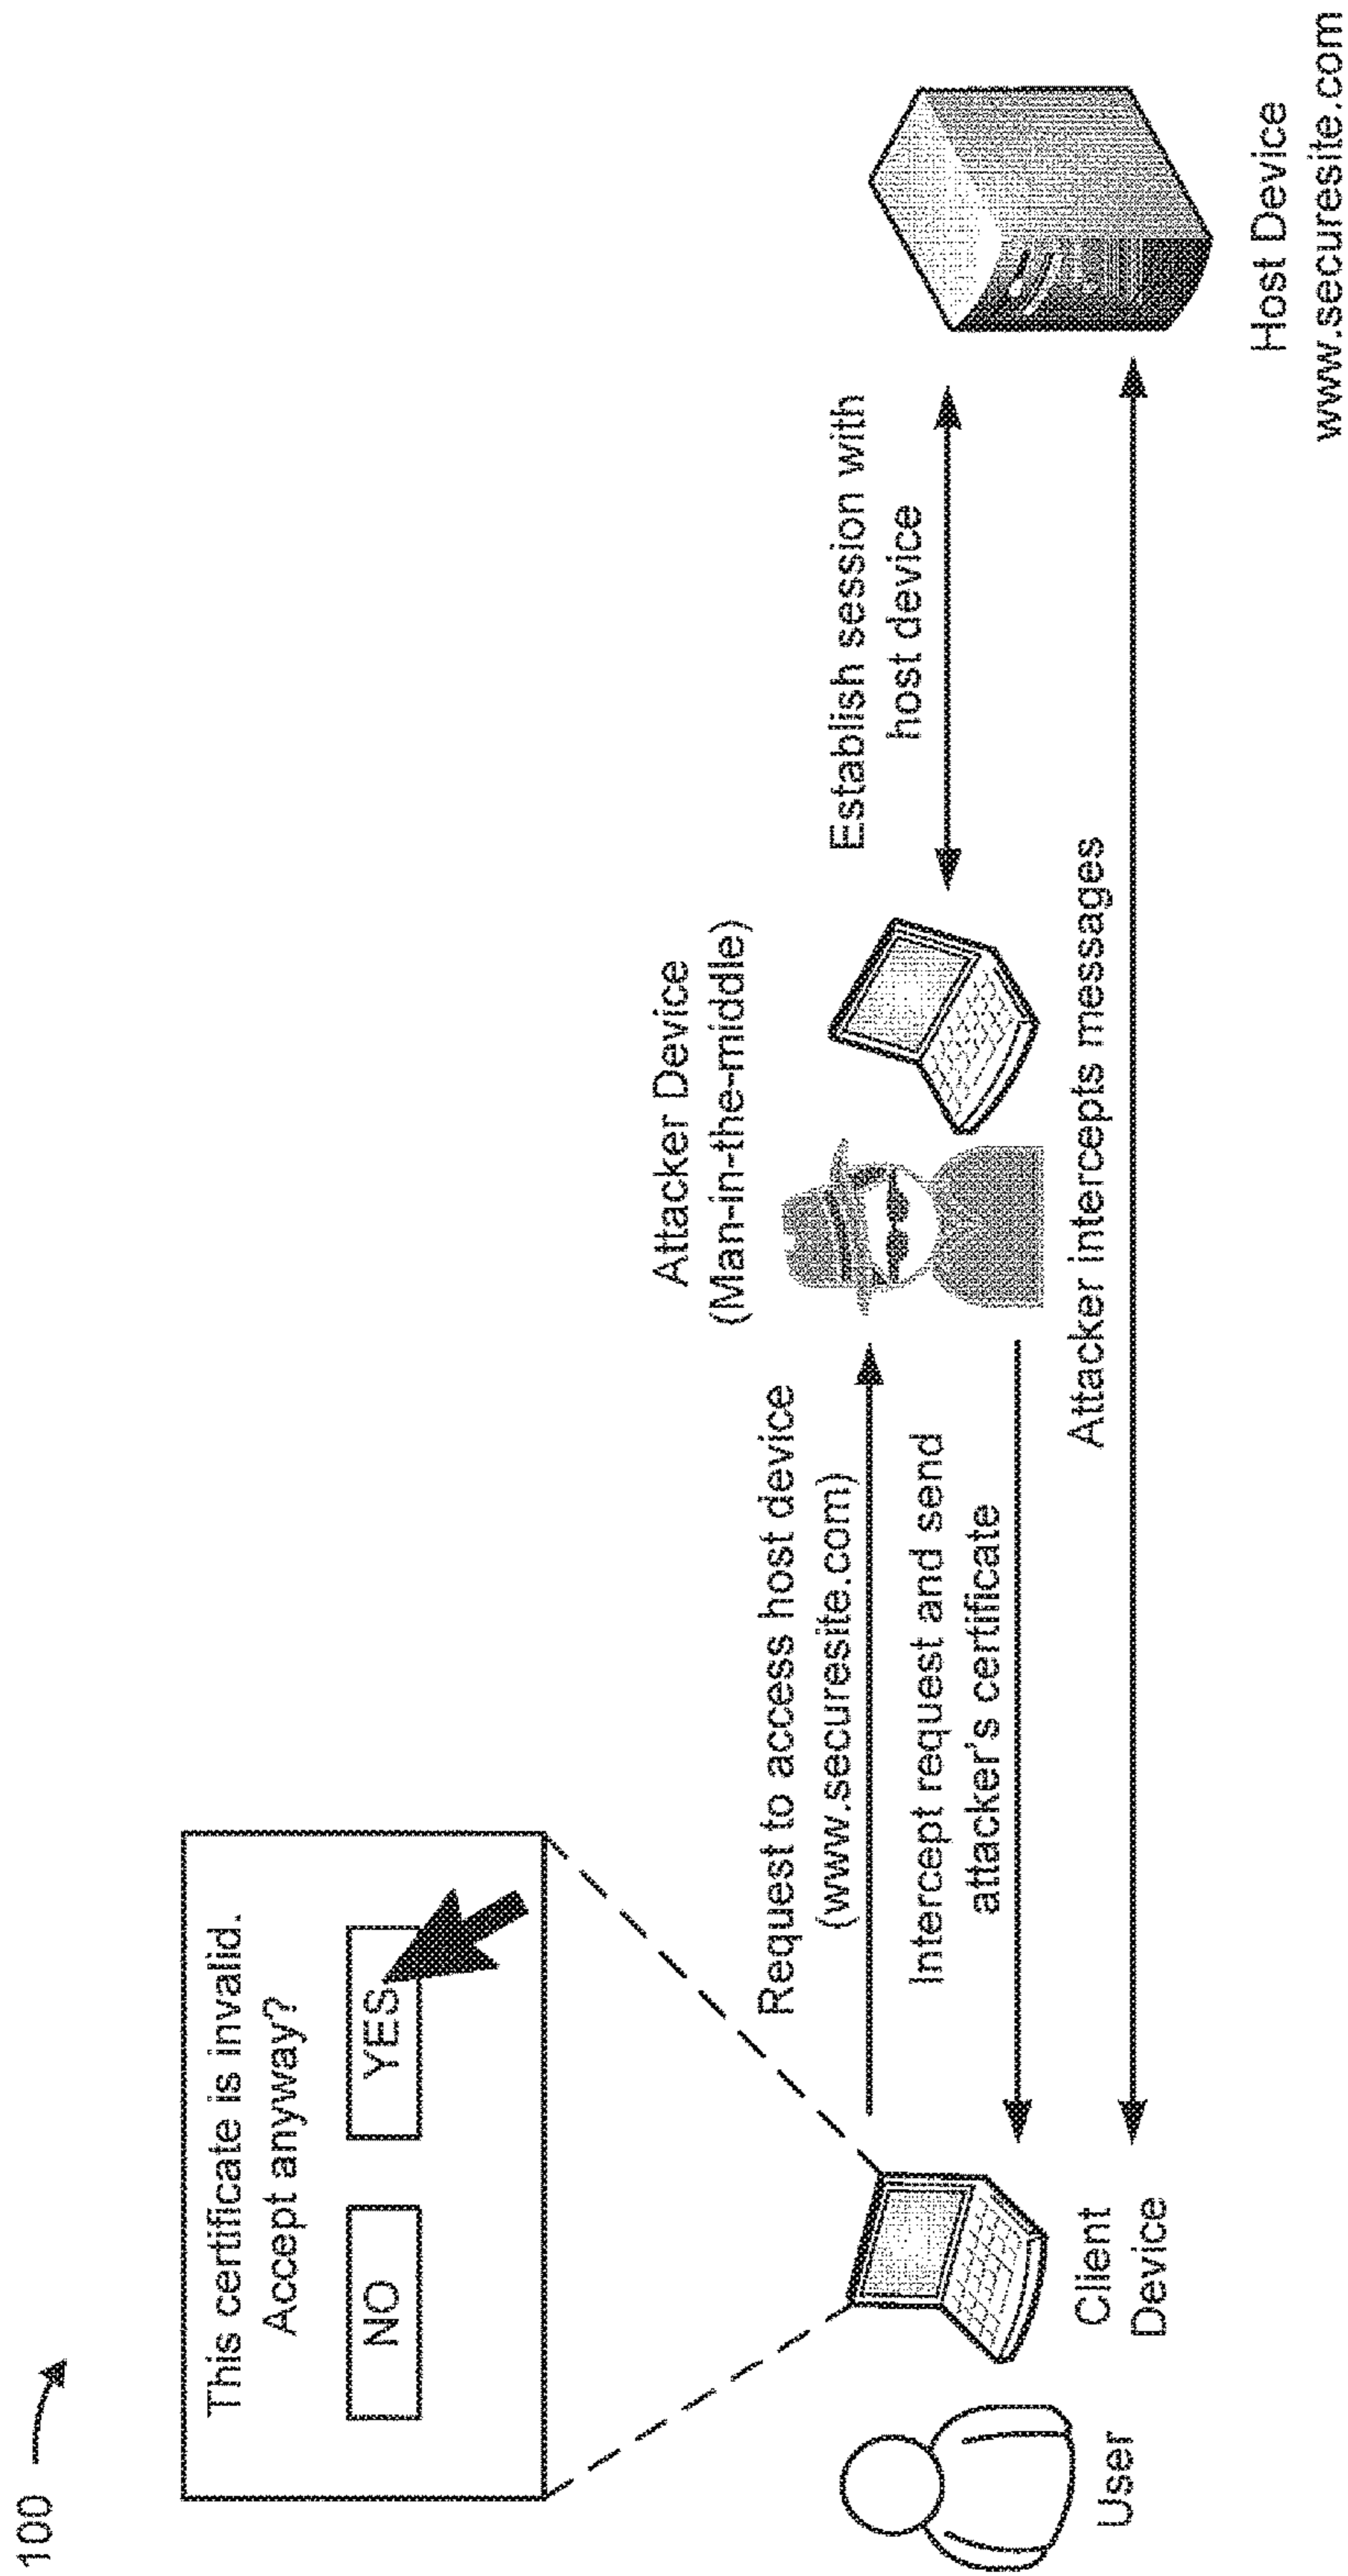 100
This certificate is invalid.
Accept anyway?
NO
YES
Attacker Device
(Man-in-the-middle)
Request to access host device
(www.securesite.com)
Establish session with
host device
Intercept request and send
attacker's certificate
Attacker intercepts messages
User
Client
Device
Host Device
www.securesite.com